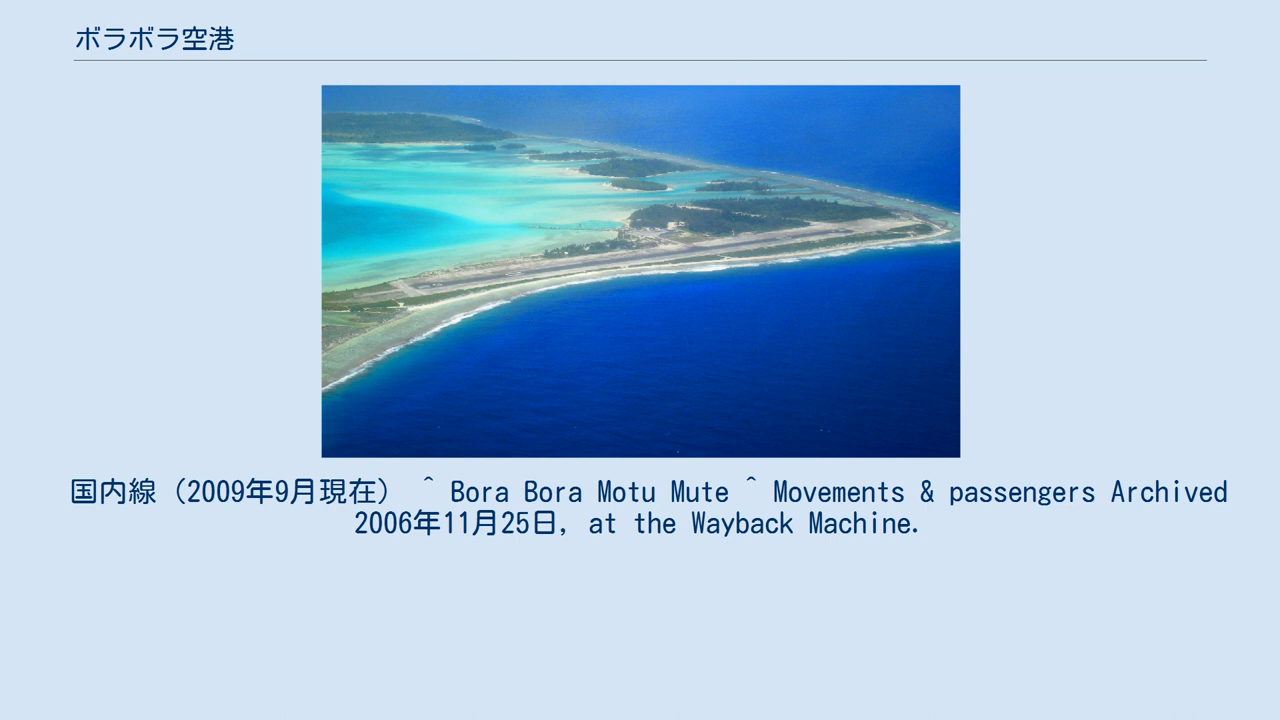 ボラボラ空港
国内線（2009年9月現在） ^ Bora Bora Motu Mute ^ Movements & passengers Archived
2006年11月25日, at the Wayback Machine.